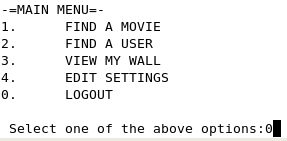 -=MAIN MENU=-
1. FIND A MOVIE
2. FIND A USER
3. VIEW MY WALL
4. EDIT SETTINGS
0. LOGOUT
Select one of the above options:0